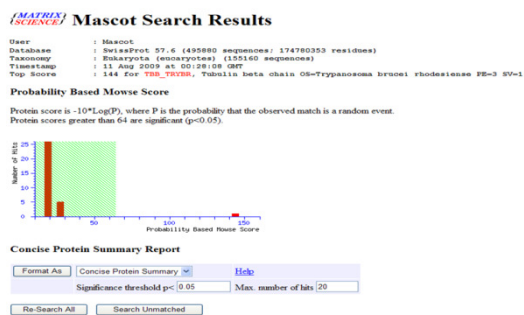 {MATRIX}
{SCIENCE} Mascot Search Results
User : Mascot
Database : SwissProt 57.6 (495880 sequences; 174780353 residues)
Taxonomy : Eukaryota (eucaryotes) (155160 sequences)
Timestamp : 11 Aug 2009 at 00:28:08 GMT
Top Score : 144 for TBB_TRYBR, Tubulin beta chain OS=Trypanosoma brucei rhodesiense PE=3 SV=1
Probability Based Mowse Score
Protein score is -10*Log(P), where P is the probability that the observed match is a random event.
Protein scores greater than 64 are significant (p<0.05).
Number of Hits
25
20
15
10
5
0
50 100 150
Probability Based Mowse Score
Concise Protein Summary Report
Format As Concise Protein Summary Help
Significance threshold p< 0.05 Max. number of hits 20
Re-Search All Search Unmatched